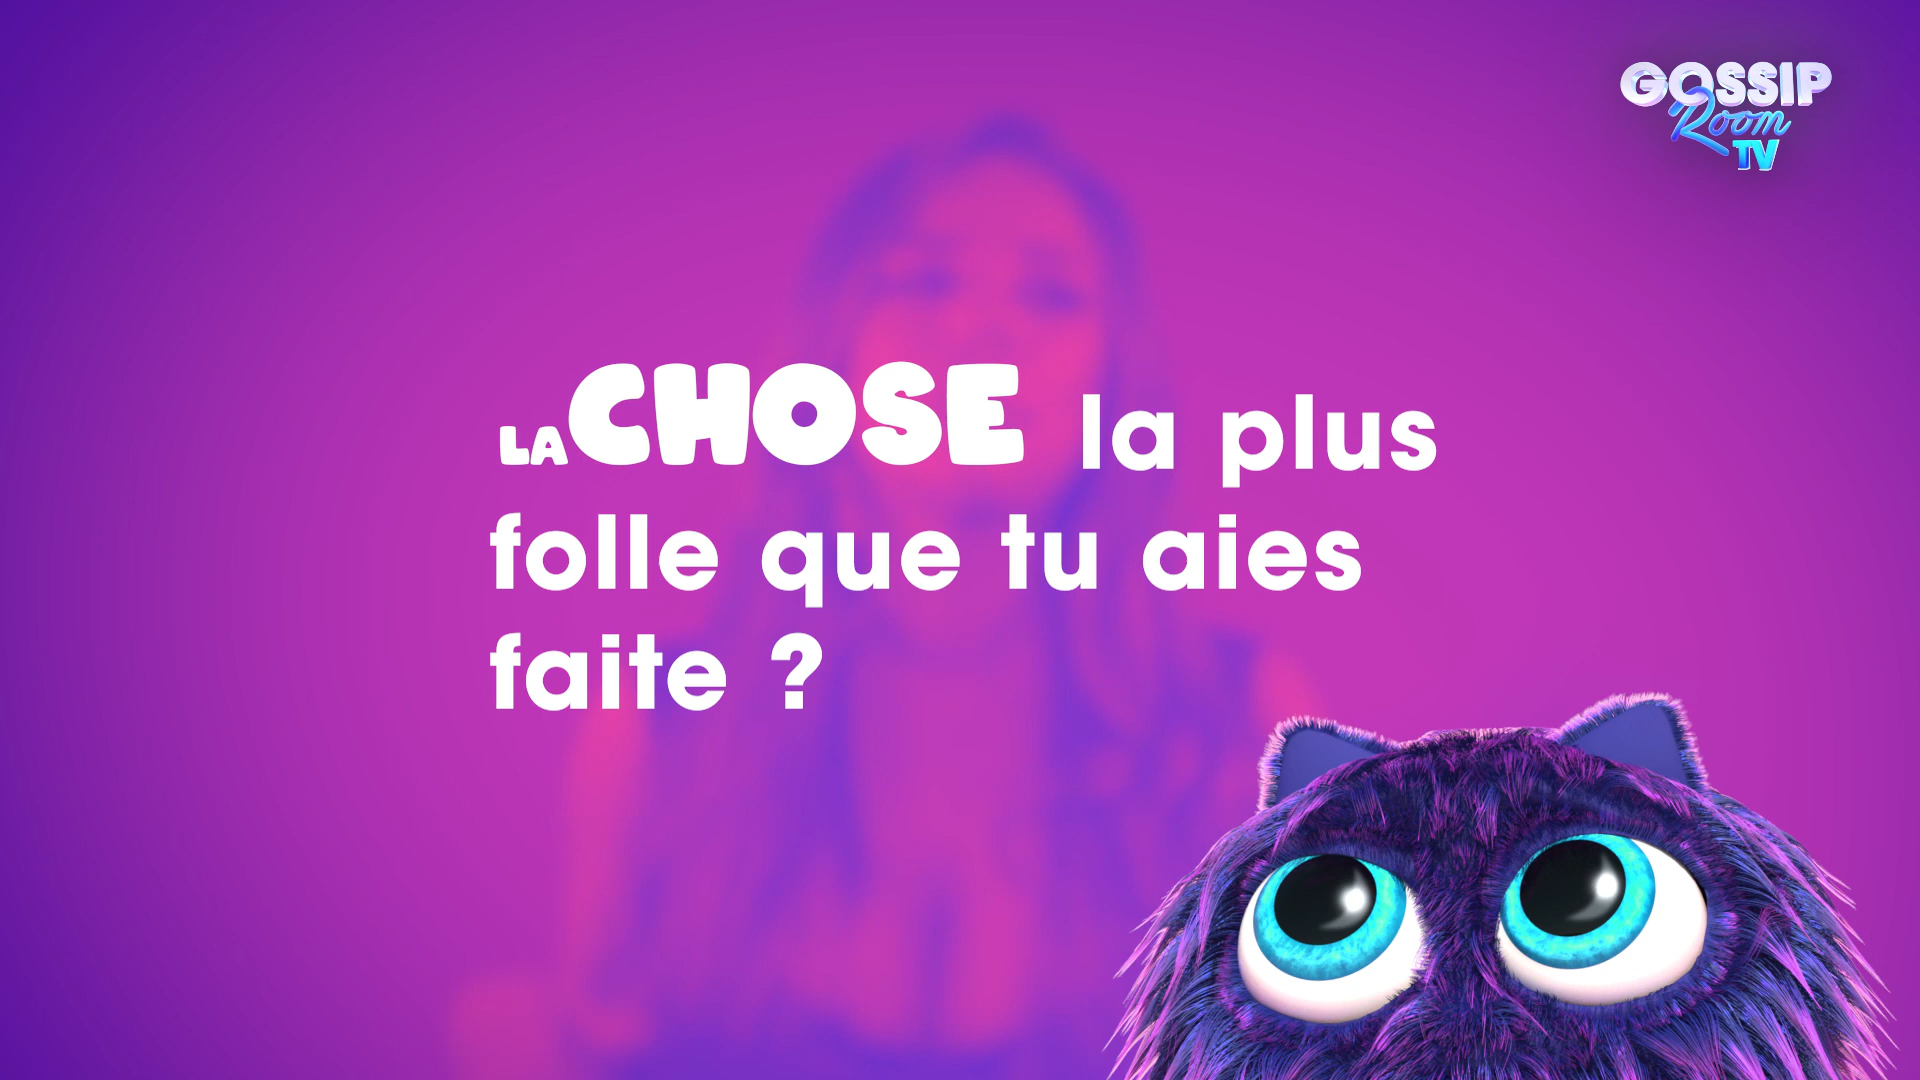 GOSSIP
Room
TV
LA CHOSE la plus
folle que tu aies
faite ?